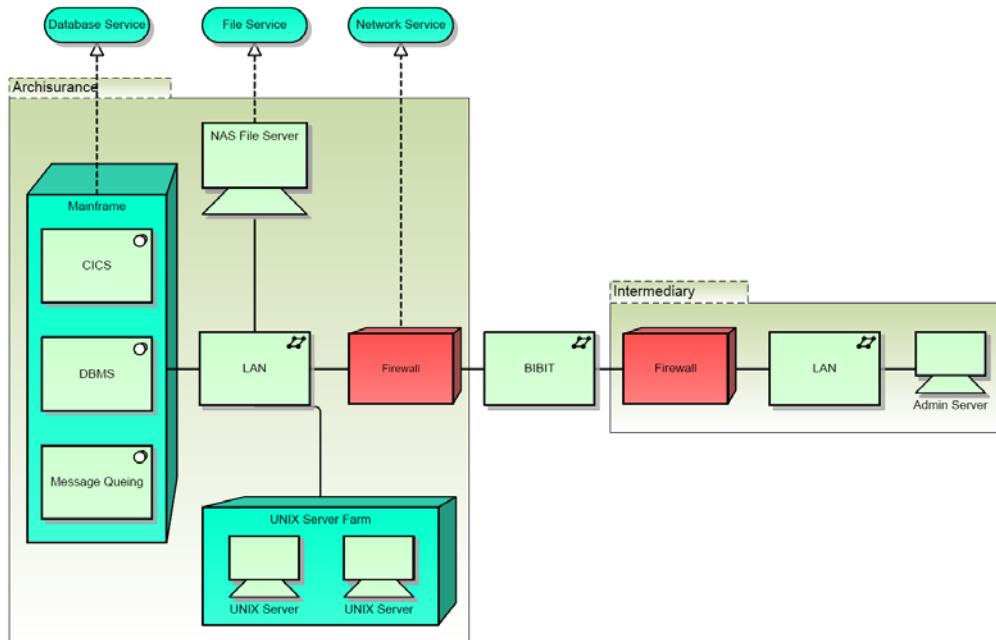 Database Service
File Service
Network Service
Archisurance
NAS File Server
Mainframe
CICS
Intermediary
LAN
Firewall
BIBIT
Firewall
LAN
DBMS
Admin Server
Message Queing
UNIX Server Farm
UNIX Server
UNIX Server